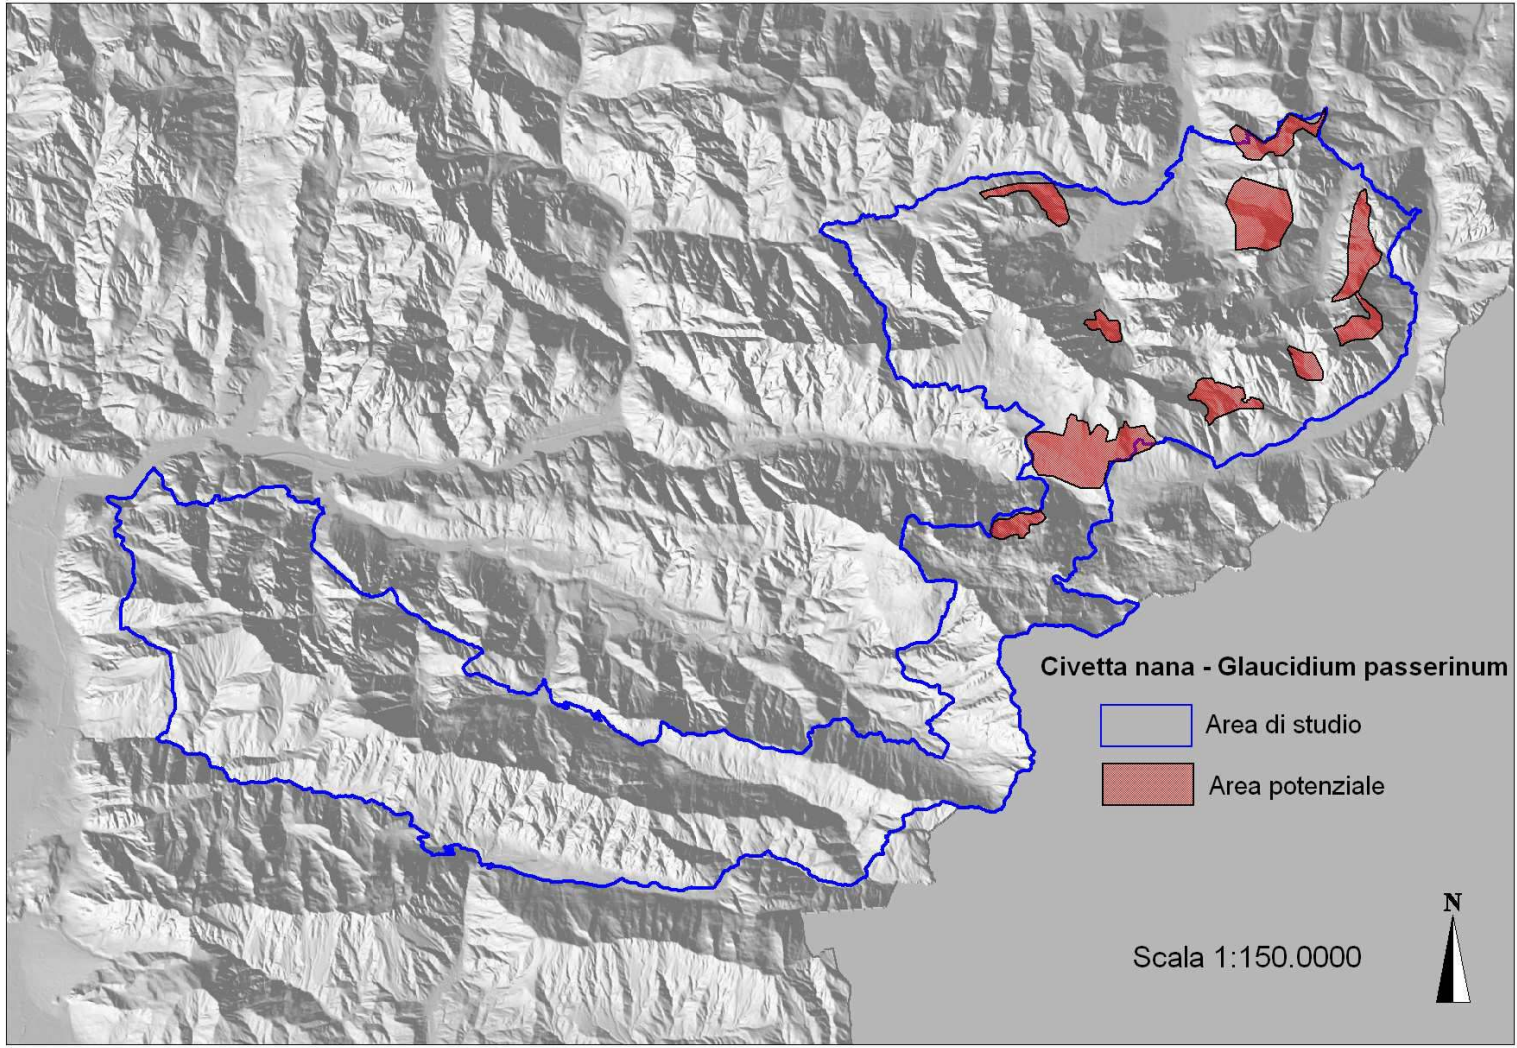 Civetta nana - Glaucidium passerinum
Area di studio
Area potenziale
N
Scala 1:150.0000